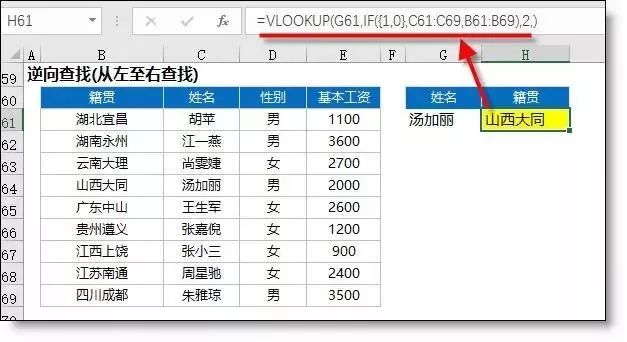 H61 =VLOOKUP(G61,IF({1,0},C61:C69,B61:B69),2,)
A B C D E F G H
59 逆向查找(从左至右查找)
60 籍贯 姓名 性别 基本工资 姓名 籍贯
61 湖北宜昌 胡苹 男 1100 汤加丽 山西大同
62 湖南永州 江一燕 男 3600
63 云南大理 尚雯婕 女 2700
64 山西大同 汤加丽 男 2000
65 广东中山 王生军 女 2600
66 贵州遵义 张嘉倪 女 1200
67 江西上饶 张小三 女 900
68 江苏南通 周星驰 女 2400
69 四川成都 朱雅琼 男 3500